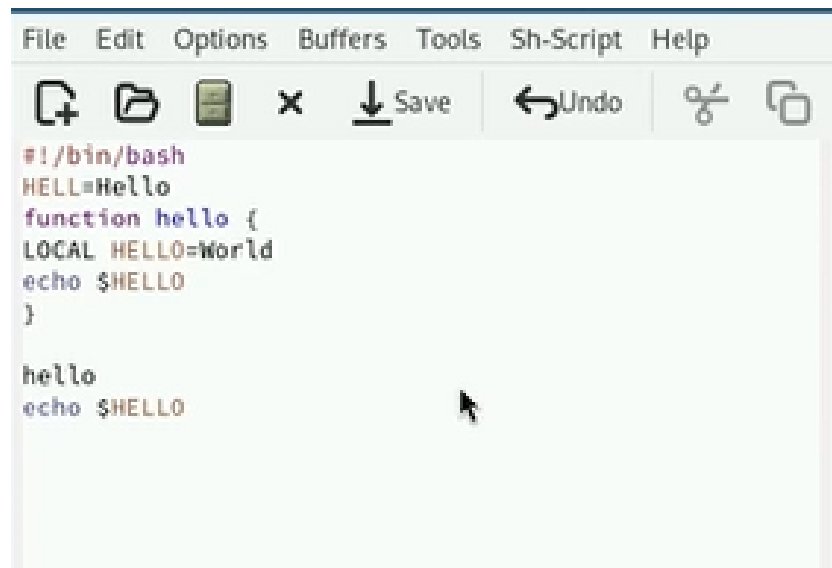 File Edit Options Buffers Tools Sh-Script Help
Save Undo
#!/bin/bash
HELL=Hello
function hello {
LOCAL HELLO=World
echo $HELLO
}
hello
echo $HELLO